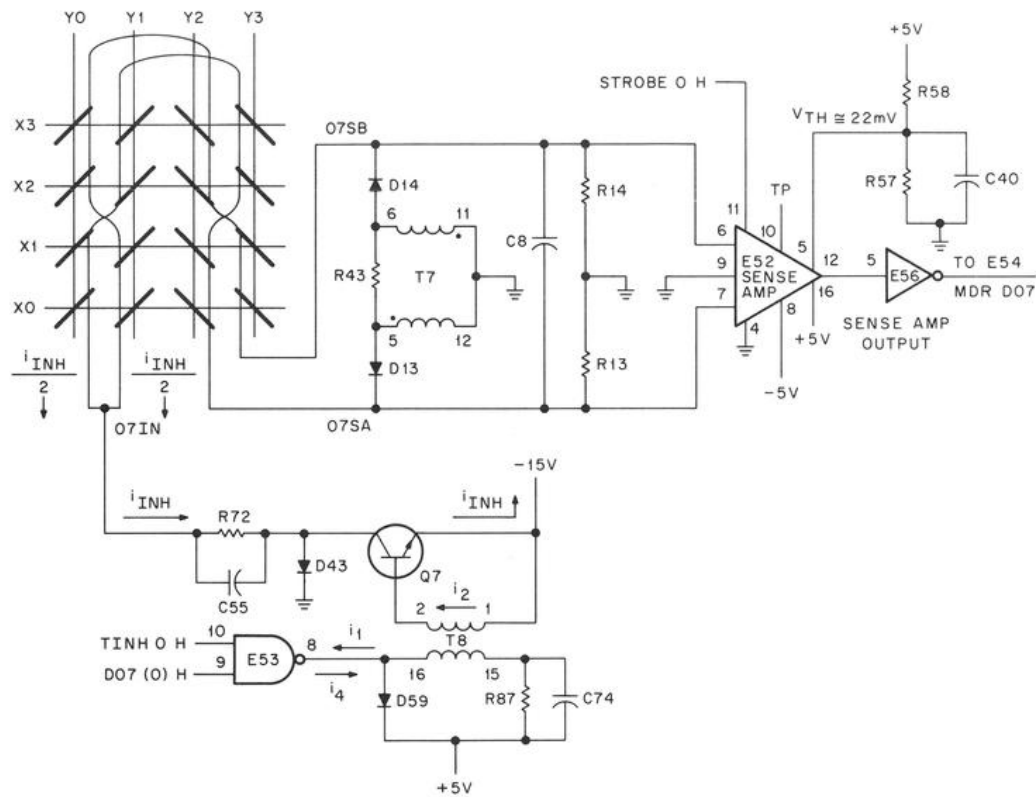 Y0 Y1 Y2 Y3
+5V
R58
STROBE 0 H
VTH ≅ 22mV
X3
07SB
R57
C40
X2
D14
R14
TP
11
10
5
6
11
6
C8
E52
SENSE
AMP
12
5
TO E54
X1
R43
T7
9
E56
MDR D07
7
16
X0
5
12
4
8
+5V
SENSE AMP
OUTPUT
D13
R13
iINH
2
iINH
2
-5V
07IN
07SA
-15V
iINH
R72
iINH
D43
Q7
C55
i2
2
1
TINH 0 H
10
8
i1
T8
E53
D07 (0) H
9
i4
16
15
D59
R87
C74
+5V